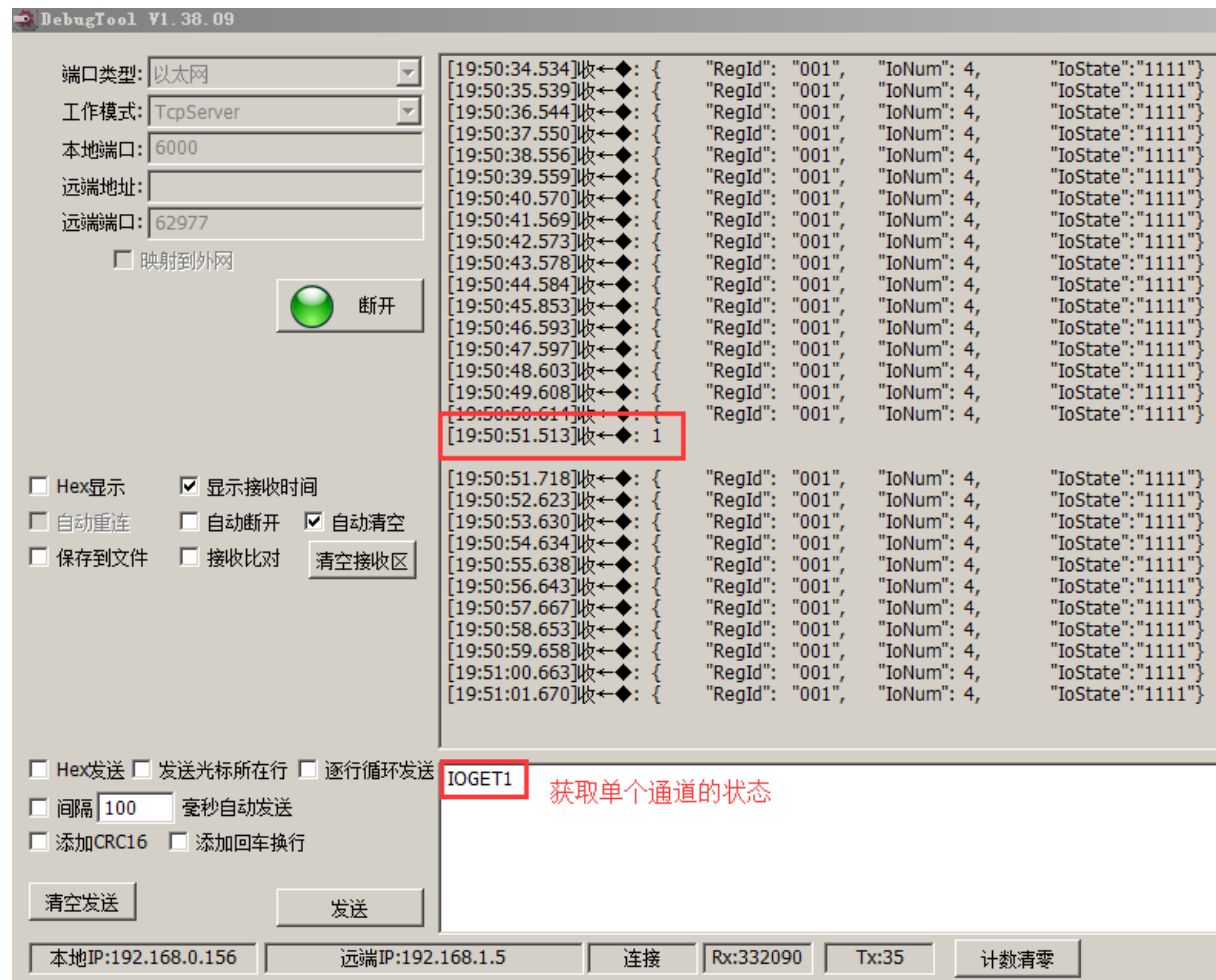 DebugTool V1.38.09
端口类型: 以太网
工作模式: TcpServer
本地端口: 6000
远端地址:
远端端口: 62977
映射到外网
断开
Hex显示 显示接收时间
自动重连 自动断开 自动清空
保存到文件 接收比对 清空接收区
[19:50:34.534]收←◆: { "RegId": "001", "IoNum": 4, "IoState":"1111"}
[19:50:35.539]收←◆: { "RegId": "001", "IoNum": 4, "IoState":"1111"}
[19:50:36.544]收←◆: { "RegId": "001", "IoNum": 4, "IoState":"1111"}
[19:50:37.550]收←◆: { "RegId": "001", "IoNum": 4, "IoState":"1111"}
[19:50:38.556]收←◆: { "RegId": "001", "IoNum": 4, "IoState":"1111"}
[19:50:39.559]收←◆: { "RegId": "001", "IoNum": 4, "IoState":"1111"}
[19:50:40.570]收←◆: { "RegId": "001", "IoNum": 4, "IoState":"1111"}
[19:50:41.569]收←◆: { "RegId": "001", "IoNum": 4, "IoState":"1111"}
[19:50:42.573]收←◆: { "RegId": "001", "IoNum": 4, "IoState":"1111"}
[19:50:43.578]收←◆: { "RegId": "001", "IoNum": 4, "IoState":"1111"}
[19:50:44.584]收←◆: { "RegId": "001", "IoNum": 4, "IoState":"1111"}
[19:50:45.853]收←◆: { "RegId": "001", "IoNum": 4, "IoState":"1111"}
[19:50:46.593]收←◆: { "RegId": "001", "IoNum": 4, "IoState":"1111"}
[19:50:47.597]收←◆: { "RegId": "001", "IoNum": 4, "IoState":"1111"}
[19:50:48.603]收←◆: { "RegId": "001", "IoNum": 4, "IoState":"1111"}
[19:50:49.608]收←◆: { "RegId": "001", "IoNum": 4, "IoState":"1111"}
[19:50:50.614]收←◆: { "RegId": "001", "IoNum": 4, "IoState":"1111"}
[19:50:51.513]收←◆: 1
[19:50:51.718]收←◆: { "RegId": "001", "IoNum": 4, "IoState":"1111"}
[19:50:52.623]收←◆: { "RegId": "001", "IoNum": 4, "IoState":"1111"}
[19:50:53.630]收←◆: { "RegId": "001", "IoNum": 4, "IoState":"1111"}
[19:50:54.634]收←◆: { "RegId": "001", "IoNum": 4, "IoState":"1111"}
[19:50:55.638]收←◆: { "RegId": "001", "IoNum": 4, "IoState":"1111"}
[19:50:56.643]收←◆: { "RegId": "001", "IoNum": 4, "IoState":"1111"}
[19:50:57.667]收←◆: { "RegId": "001", "IoNum": 4, "IoState":"1111"}
[19:50:58.653]收←◆: { "RegId": "001", "IoNum": 4, "IoState":"1111"}
[19:50:59.658]收←◆: { "RegId": "001", "IoNum": 4, "IoState":"1111"}
[19:51:00.663]收←◆: { "RegId": "001", "IoNum": 4, "IoState":"1111"}
[19:51:01.670]收←◆: { "RegId": "001", "IoNum": 4, "IoState":"1111"}
Hex发送 发送光标所在行 逐行循环发送
间隔 100 毫秒自动发送
添加CRC16 添加回车换行
清空发送 发送
IOGET1
获取单个通道的状态
本地IP:192.168.0.156 远端IP:192.168.1.5 连接 Rx:332090 Tx:35 计数清零